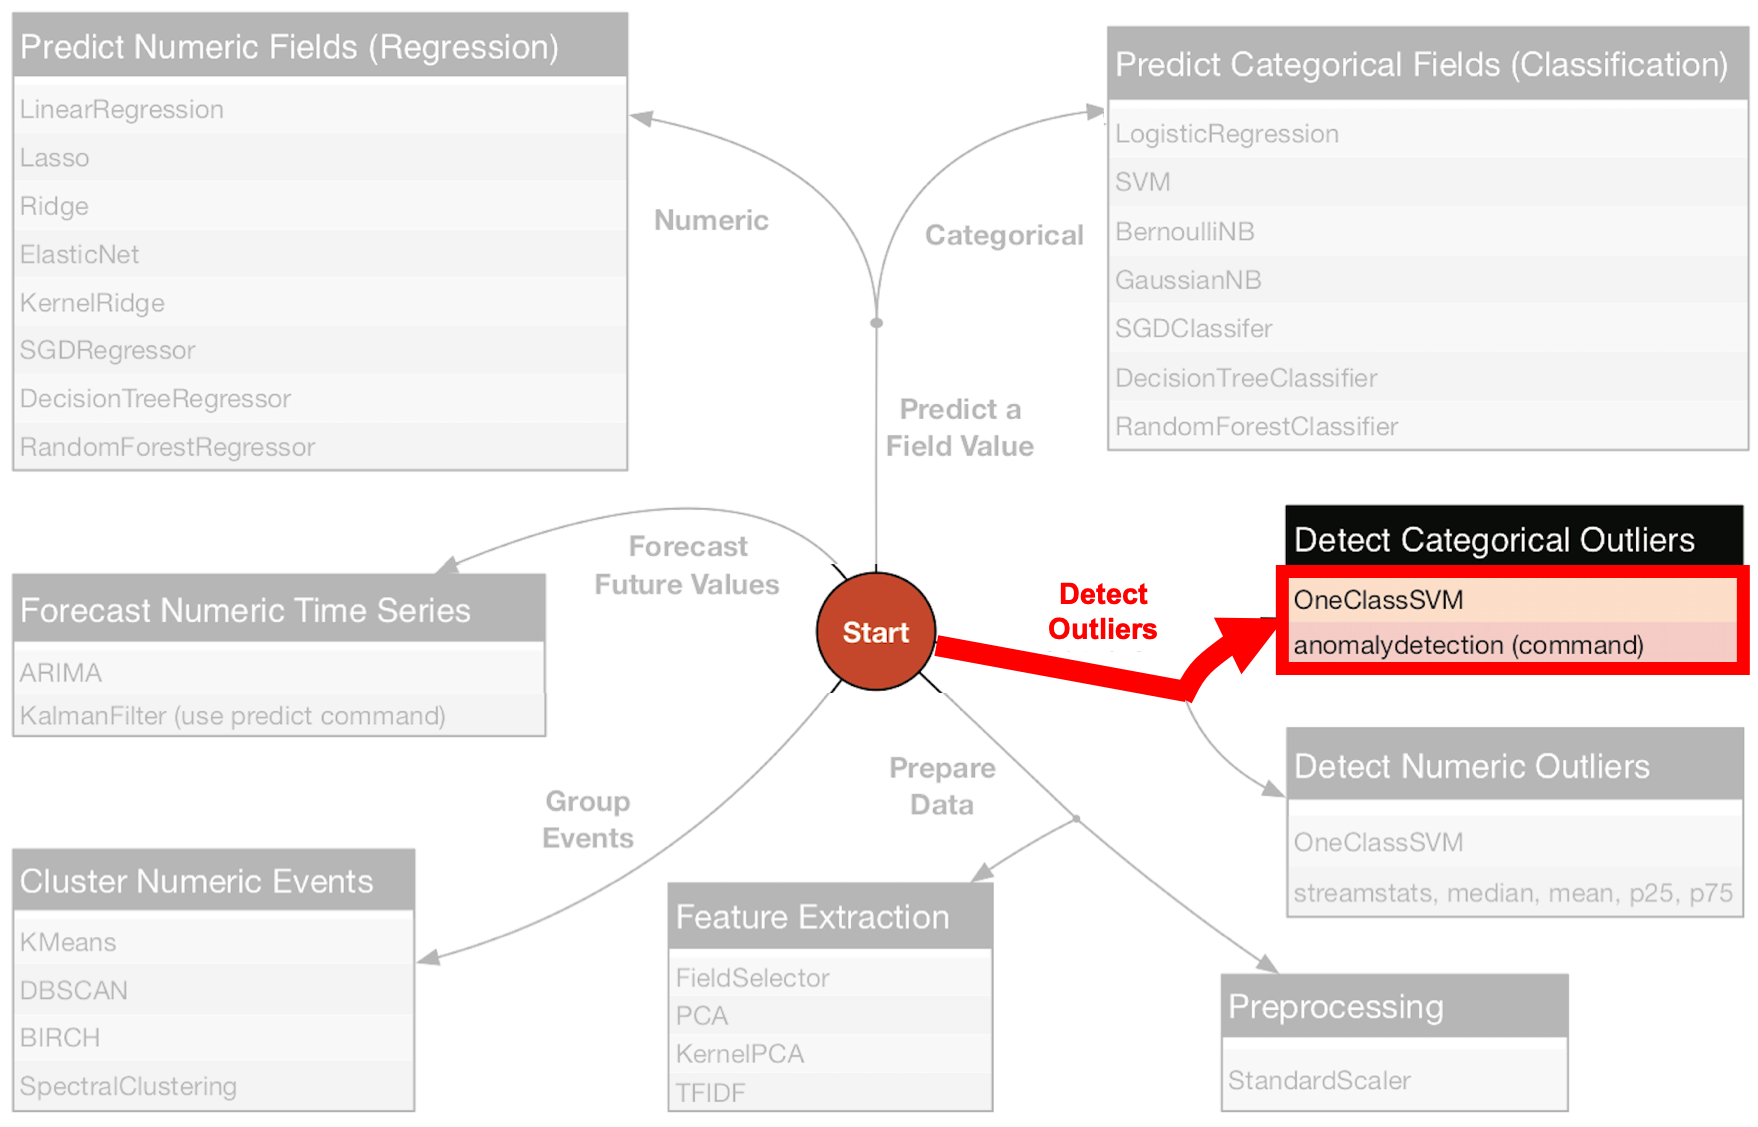 Predict Numeric Fields (Regression)
LinearRegression
Lasso
Ridge
ElasticNet
KernelRidge
SGDRegressor
DecisionTreeRegressor
RandomForestRegressor
Numeric
Categorical
Predict Categorical Fields (Classification)
LogisticRegression
SVM
BernoulliNB
GaussianNB
SGDClassifer
DecisionTreeClassifier
RandomForestClassifier
Predict a
Field Value
Forecast
Future Values
Forecast Numeric Time Series
ARIMA
KalmanFilter (use predict command)
Start
Detect
Outliers
Detect Categorical Outliers
OneClassSVM
anomalydetection (command)
Detect Numeric Outliers
OneClassSVM
streamstats, median, mean, p25, p75
Group
Events
Cluster Numeric Events
KMeans
DBSCAN
BIRCH
SpectralClustering
Prepare
Data
Feature Extraction
FieldSelector
PCA
KernelPCA
TFIDF
Preprocessing
StandardScaler